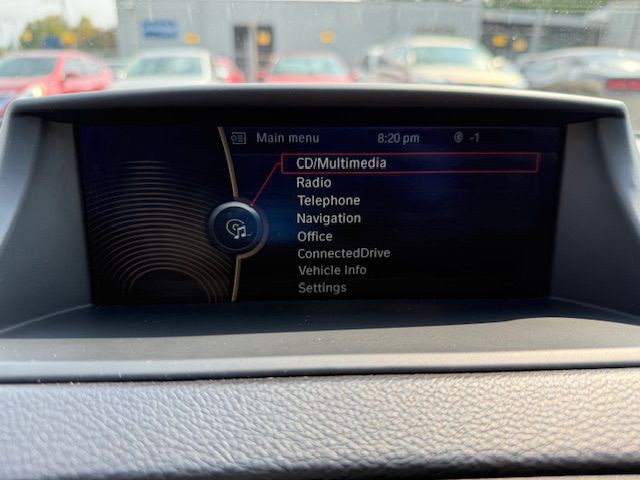 Main menu 8:20 pm -1
CD/Multimedia
Radio
Telephone
Navigation
Office
ConnectedDrive
Vehicle Info
Settings